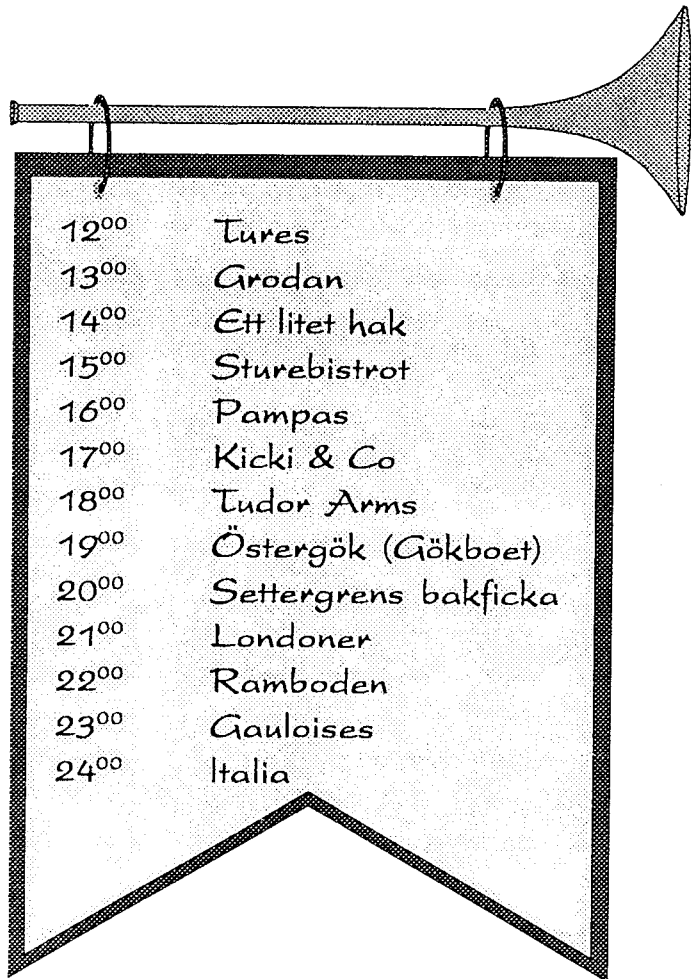 12⁰⁰ Tures
13⁰⁰ Grodan
14⁰⁰ Ett litet hak
15⁰⁰ Sturebistrot
16⁰⁰ Pampas
17⁰⁰ Kicki & Co
18⁰⁰ Tudor Arms
19⁰⁰ Östergök (Gökboet)
20⁰⁰ Settergrens bakficka
21⁰⁰ Londoner
22⁰⁰ Ramboden
23⁰⁰ Gauloises
24⁰⁰ Italia